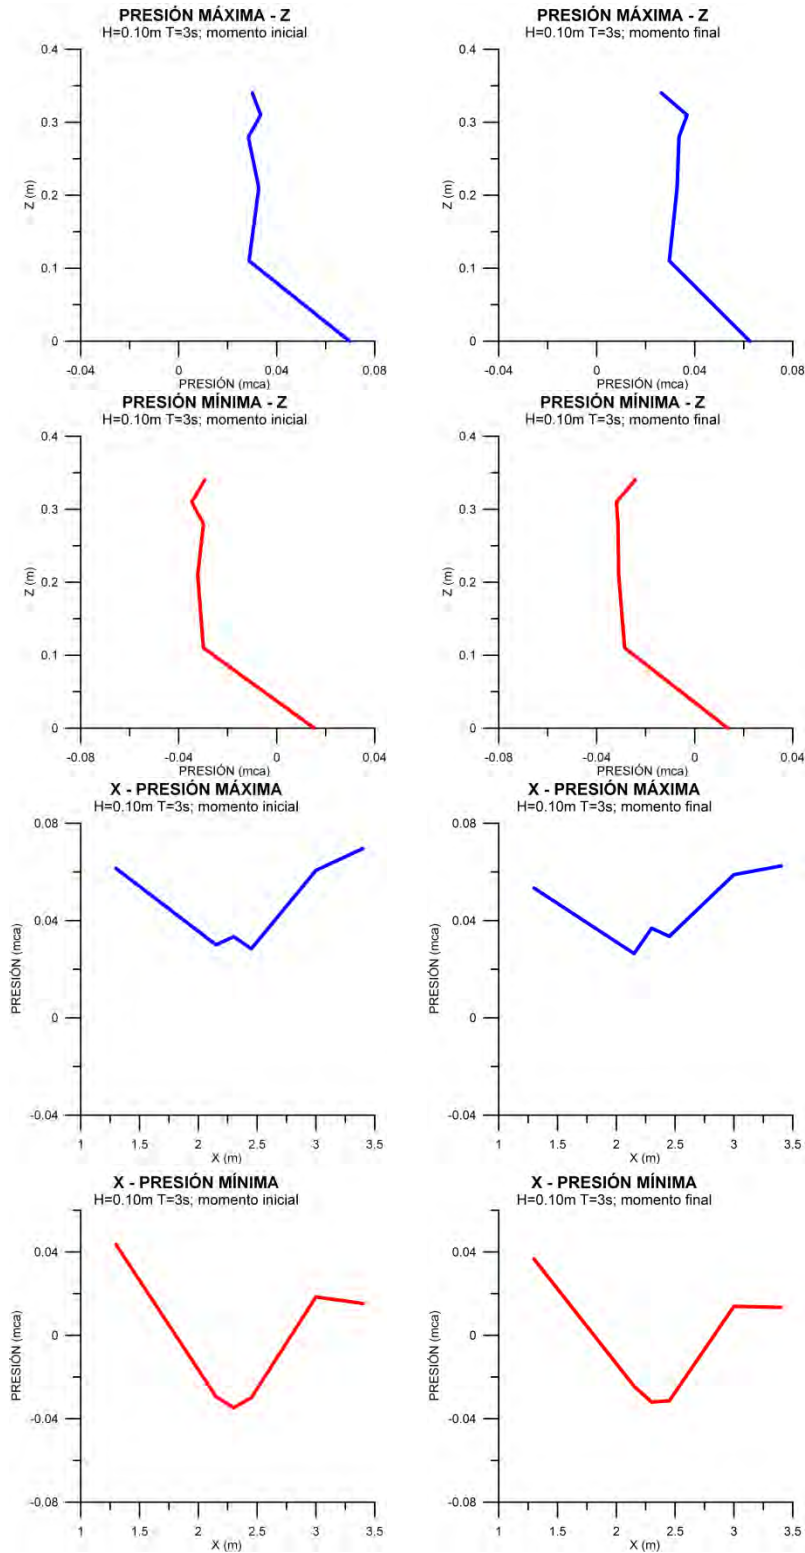 PRESIÓN MÁXIMA - Z
H=0.10m T=3s; momento inicial
0.4
0.3
0.2
0.1
0
Z (m)
-0.04 0 0.04 0.08
PRESIÓN (mca)
PRESIÓN MÁXIMA - Z
H=0.10m T=3s; momento final
0.4
0.3
0.2
0.1
0
Z (m)
-0.04 0 0.04 0.08
PRESIÓN (mca)
PRESIÓN MÍNIMA - Z
H=0.10m T=3s; momento inicial
0.4
0.3
0.2
0.1
0
Z (m)
-0.08 -0.04 0 0.04
PRESIÓN (mca)
PRESIÓN MÍNIMA - Z
H=0.10m T=3s; momento final
0.4
0.3
0.2
0.1
0
Z (m)
-0.08 -0.04 0 0.04
PRESIÓN (mca)
X - PRESIÓN MÁXIMA
H=0.10m T=3s; momento inicial
0.08
0.04
0
-0.04
PRESIÓN (mca)
1 1.5 2 2.5 3 3.5
X (m)
X - PRESIÓN MÁXIMA
H=0.10m T=3s; momento final
0.08
0.04
0
-0.04
PRESIÓN (mca)
1 1.5 2 2.5 3 3.5
X (m)
X - PRESIÓN MÍNIMA
H=0.10m T=3s; momento inicial
0.04
0
-0.04
-0.08
PRESIÓN (mca)
1 1.5 2 2.5 3 3.5
X (m)
X - PRESIÓN MÍNIMA
H=0.10m T=3s; momento final
0.04
0
-0.04
-0.08
PRESIÓN (mca)
1 1.5 2 2.5 3 3.5
X (m)